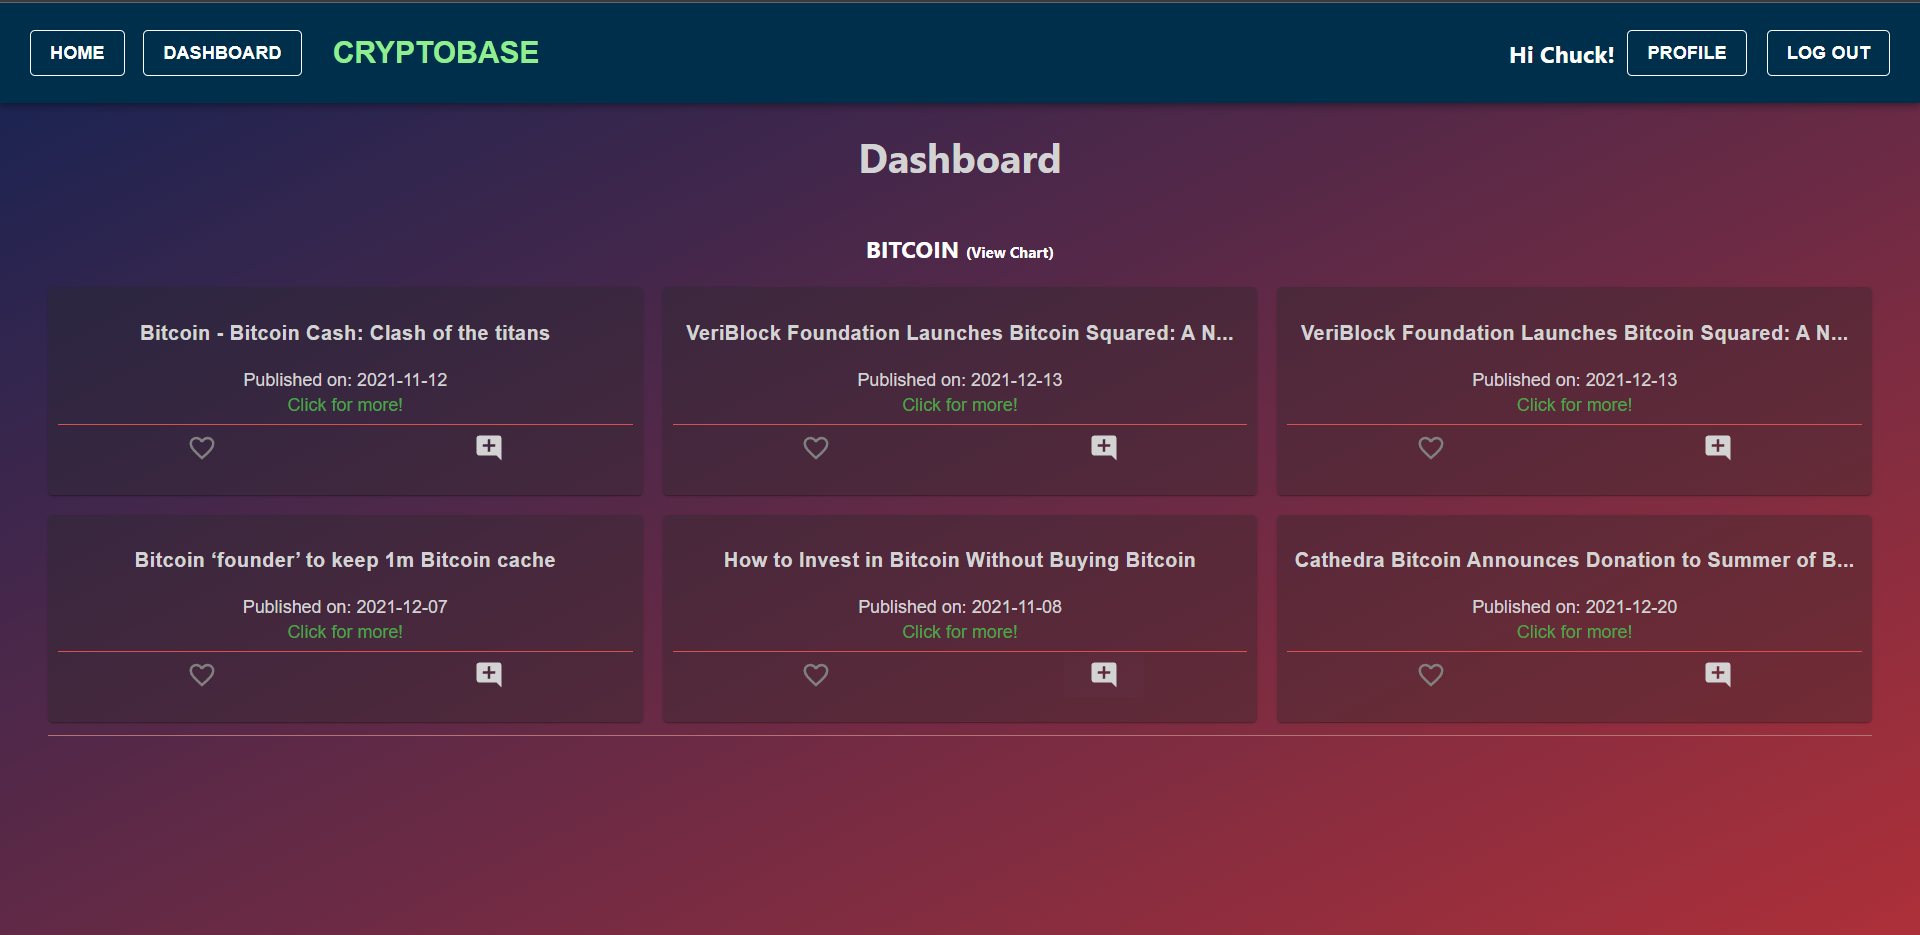 HOME DASHBOARD CRYPTOBASE Hi Chuck! PROFILE LOG OUT
Dashboard
BITCOIN (View Chart)
Bitcoin - Bitcoin Cash: Clash of the titans
Published on: 2021-11-12
Click for more!
VeriBlock Foundation Launches Bitcoin Squared: A N...
Published on: 2021-12-13
Click for more!
VeriBlock Foundation Launches Bitcoin Squared: A N...
Published on: 2021-12-13
Click for more!
Bitcoin ‘founder’ to keep 1m Bitcoin cache
Published on: 2021-12-07
Click for more!
How to Invest in Bitcoin Without Buying Bitcoin
Published on: 2021-11-08
Click for more!
Cathedra Bitcoin Announces Donation to Summer of B...
Published on: 2021-12-20
Click for more!